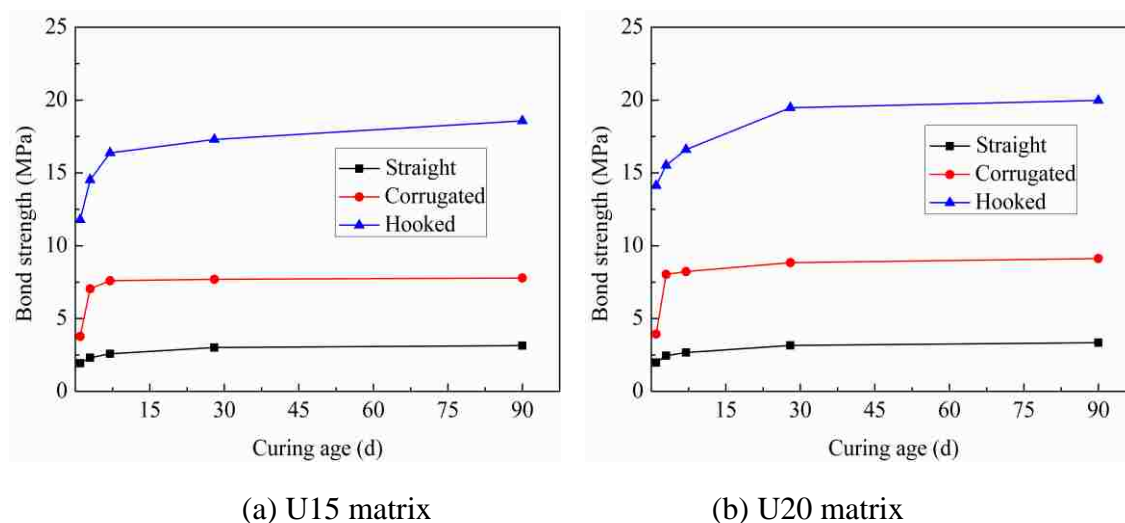 25
20
15
10
5
0
Bond strength (MPa)
Straight
Corrugated
Hooked
15 30 45 60 75 90
Curing age (d)
(a) U15 matrix
25
20
15
10
5
0
Bond strength (MPa)
Straight
Corrugated
Hooked
15 30 45 60 75 90
Curing age (d)
(b) U20 matrix